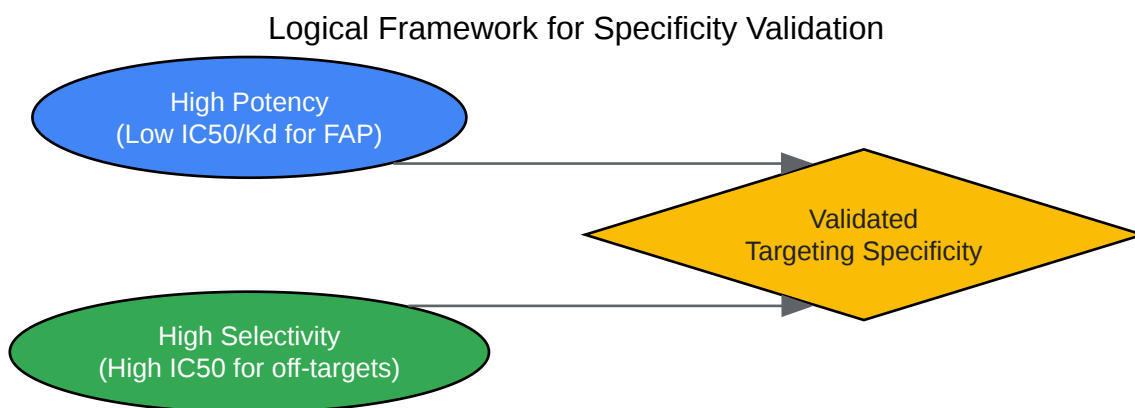 Logical Framework for Specificity Validation
High Potency
(Low IC50/Kd for FAP)
Validated
Targeting Specificity
High Selectivity
(High IC50 for off-targets)